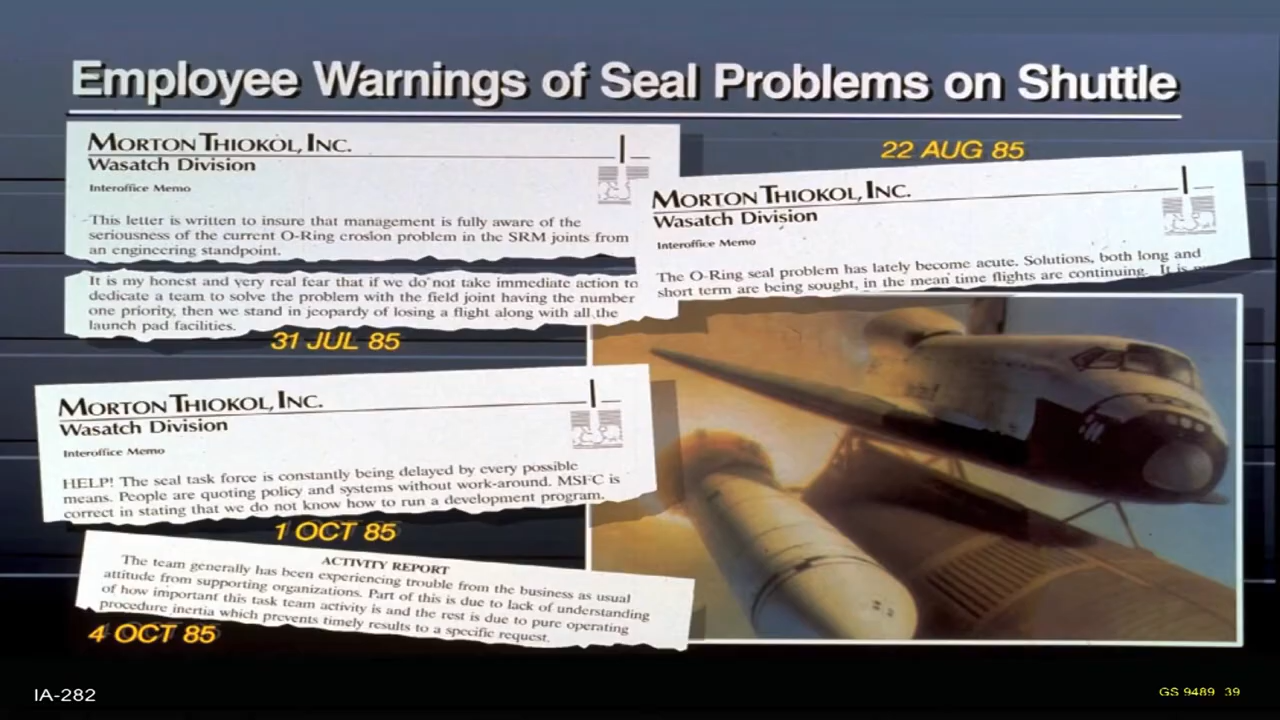 Employee Warnings of Seal Problems on Shuttle
MORTON THIOKOL, INC.
Wasatch Division
Interoffice Memo
This letter is written to insure that management is fully aware of the
seriousness of the current O-Ring erosion problem in the SRM joints from
an engineering standpoint.
It is my honest and very real fear that if we do not take immediate action to
dedicate a team to solve the problem with the field joint having the number
one priority, then we stand in jeopardy of losing a flight along with all the
launch pad facilities.
31 JUL 85
22 AUG 85
MORTON THIOKOL, INC.
Wasatch Division
Interoffice Memo
The O-Ring seal problem has lately become acute. Solutions, both long and
short term are being sought, in the mean time flights are continuing. It is
MORTON THIOKOL, INC.
Wasatch Division
Interoffice Memo
HELP! The seal task force is constantly being delayed by every possible
means. People are quoting policy and systems without work-around. MSFC is
correct in stating that we do not know how to run a development program.
1 OCT 85
ACTIVITY REPORT
The team generally has been experiencing trouble from the business as usual
attitude from supporting organizations. Part of this is due to lack of understanding
of how important this task team activity is and the rest is due to pure operating
procedure inertia which prevents timely results to a specific request.
4 OCT 85
IA-282
GS 9489 39